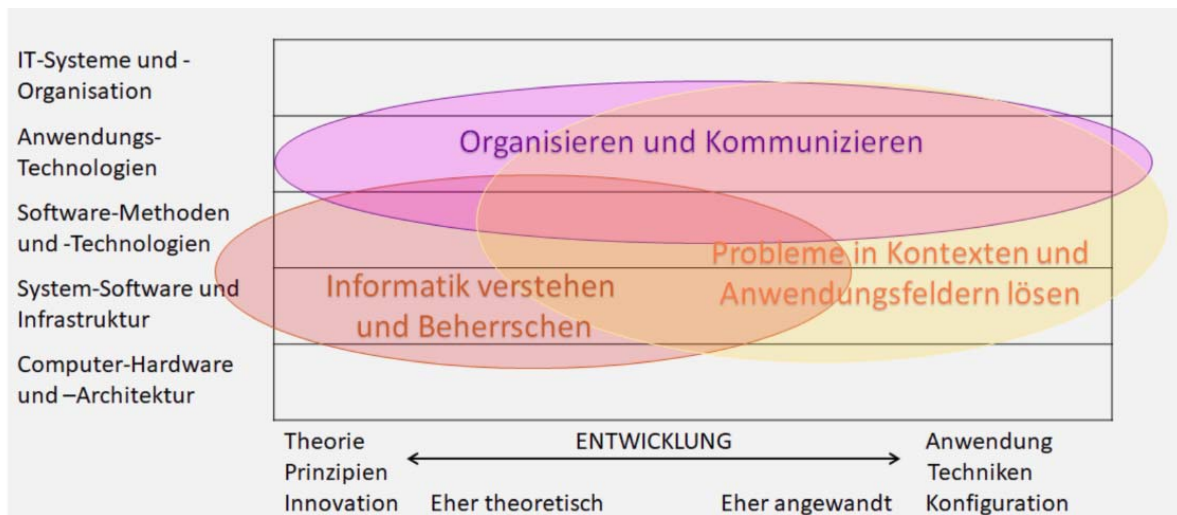 IT-Systeme und -
Organisation
Anwendungs-
Technologien
Organisieren und Kommunizieren
Software-Methoden
und -Technologien
Probleme in Kontexten und
Anwendungsfeldern lösen
System-Software und
Infrastruktur
Informatik verstehen
und Beherrschen
Computer-Hardware
und –Architektur
Theorie
Prinzipien
Innovation
ENTWICKLUNG
Eher theoretisch
Eher angewandt
Anwendung
Techniken
Konfiguration